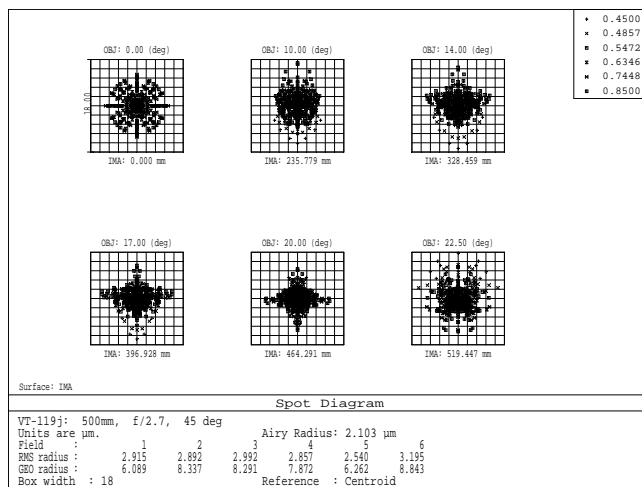 + 0.4500
× 0.4857
0.5472
0.6346
0.7448
0.8500
OBJ: 0.00 (deg)
OBJ: 10.00 (deg)
OBJ: 14.00 (deg)
18.00
IMA: 0.000 mm
IMA: 235.779 mm
IMA: 328.459 mm
OBJ: 17.00 (deg)
OBJ: 20.00 (deg)
OBJ: 22.50 (deg)
IMA: 396.928 mm
IMA: 464.291 mm
IMA: 519.447 mm
Surface: IMA
Spot Diagram
VT-119j: 500mm, f/2.7, 45 deg
Units are µm. Airy Radius: 2.103 µm
Field : 1 2 3 4 5 6
RMS radius : 2.915 2.892 2.992 2.857 2.540 3.195
GEO radius : 6.089 8.337 8.291 7.872 6.262 8.843
Box width : 18 Reference : Centroid